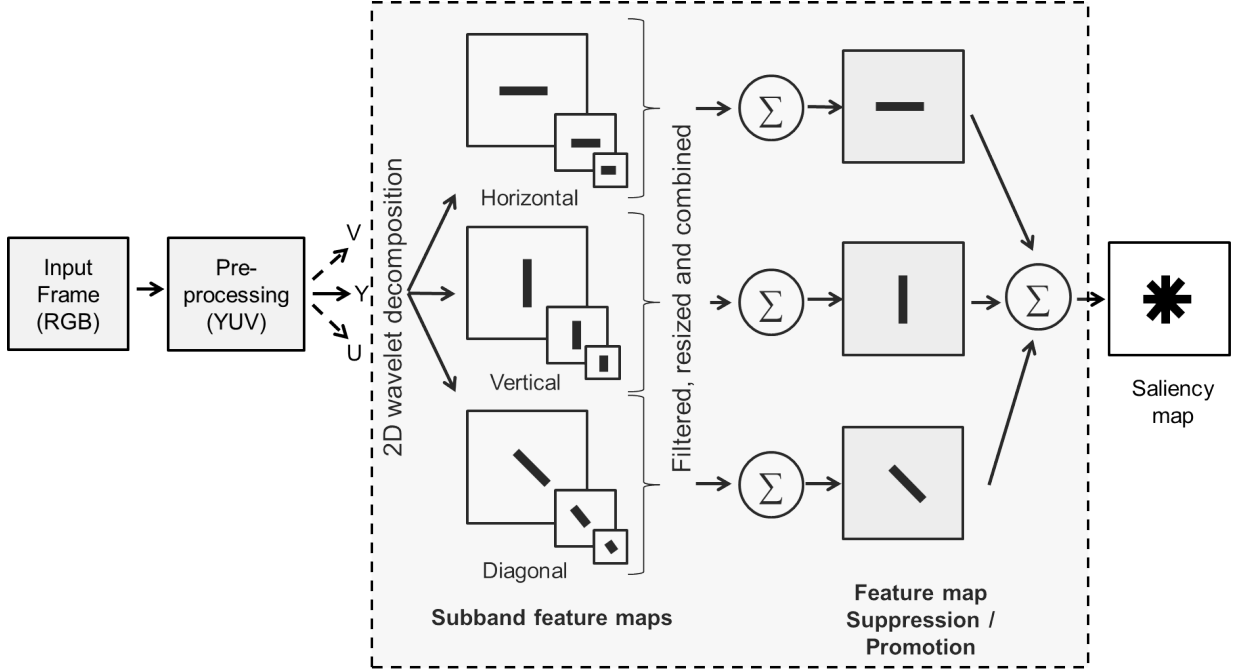 Input
Frame
(RGB)
Pre-
processing
(YUV)
V
Y
U
2D wavelet decomposition
Horizontal
Vertical
Diagonal
Subband feature maps
Filtered, resized and combined
∑
∑
∑
Feature map
Suppression /
Promotion
∑
Saliency
map